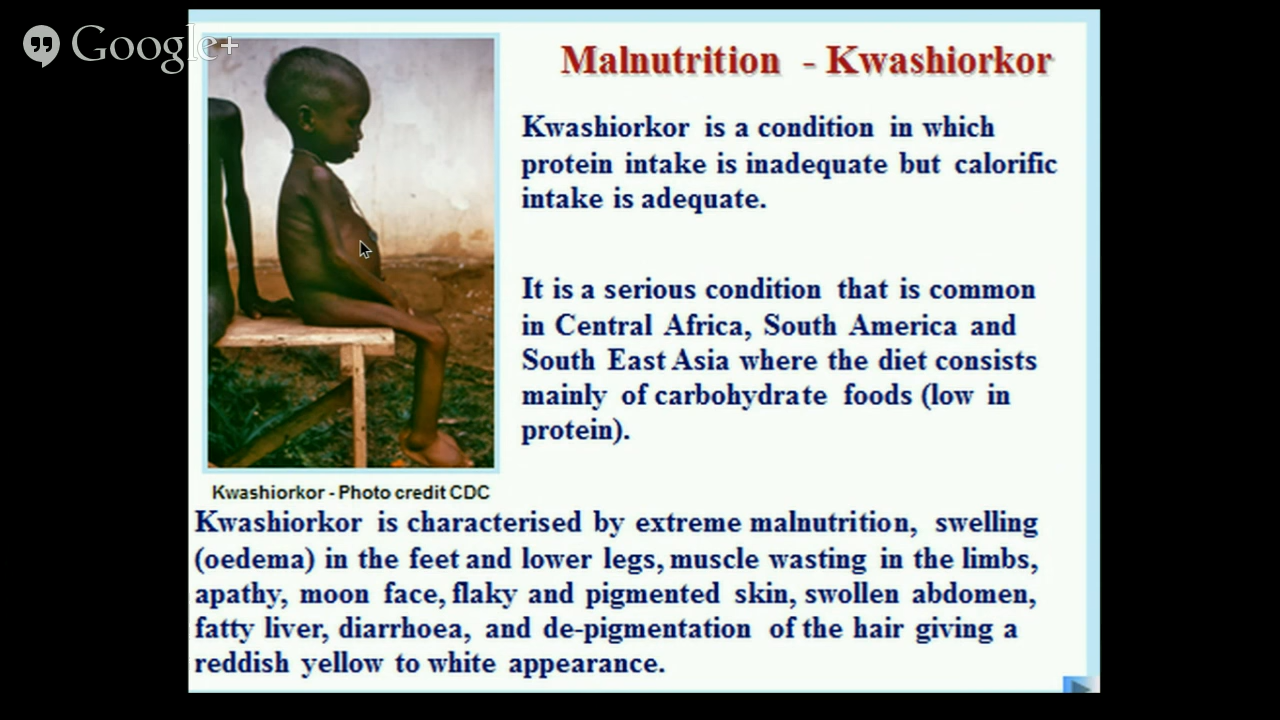 Google+
Malnutrition - Kwashiorkor
Kwashiorkor is a condition in which
protein intake is inadequate but calorific
intake is adequate.
It is a serious condition that is common
in Central Africa, South America and
South East Asia where the diet consists
mainly of carbohydrate foods (low in
protein).
Kwashiorkor - Photo credit CDC
Kwashiorkor is characterised by extreme malnutrition, swelling
(oedema) in the feet and lower legs, muscle wasting in the limbs,
apathy, moon face, flaky and pigmented skin, swollen abdomen,
fatty liver, diarrhoea, and de-pigmentation of the hair giving a
reddish yellow to white appearance.